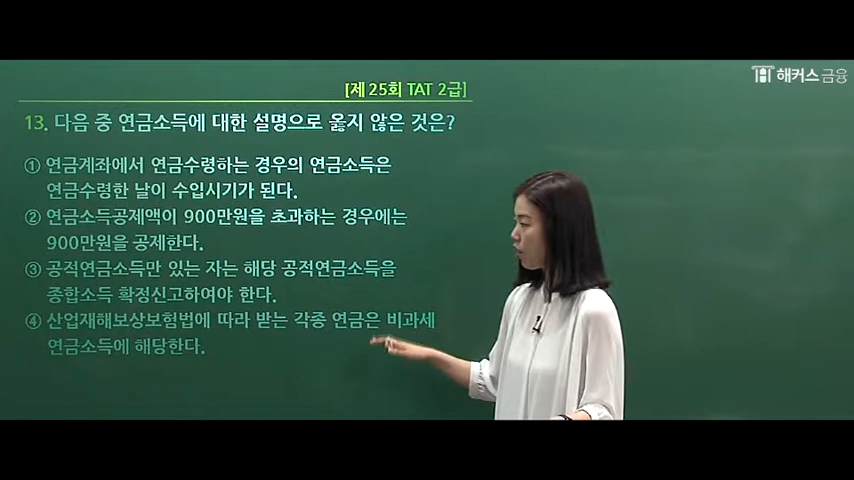 해커스금융
[제 25회 TAT 2급]
13. 다음 중 연금소득에 대한 설명으로 옳지 않은 것은?
① 연금계좌에서 연금수령하는 경우의 연금소득은
연금수령한 날이 수입시기가 된다.
② 연금소득공제액이 900만원을 초과하는 경우에는
900만원을 공제한다.
③ 공적연금소득만 있는 자는 해당 공적연금소득을
종합소득 확정신고하여야 한다.
④ 산업재해보상보험법에 따라 받는 각종 연금은 비과세
연금소득에 해당한다.